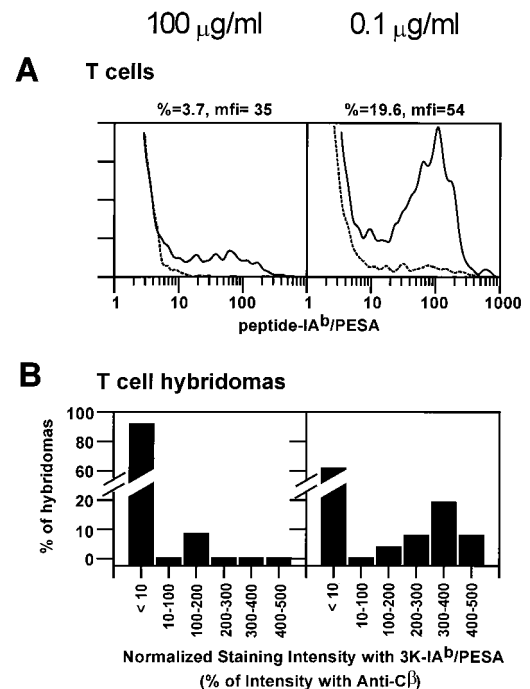 100 µg/ml 0.1 µg/ml
A T cells
%=3.7, mfi= 35 %=19.6, mfi=54
1 10 100 1 10 100 1000
peptide-IAb/PESA
B T cell hybridomas
% of hybridomas
100
80
60
20
10
0
< 10 10-100 100-200 200-300 300-400 400-500 < 10 10-100 100-200 200-300 300-400 400-500
Normalized Staining Intensity with 3K-IAb/PESA
(% of Intensity with Anti-Cβ)